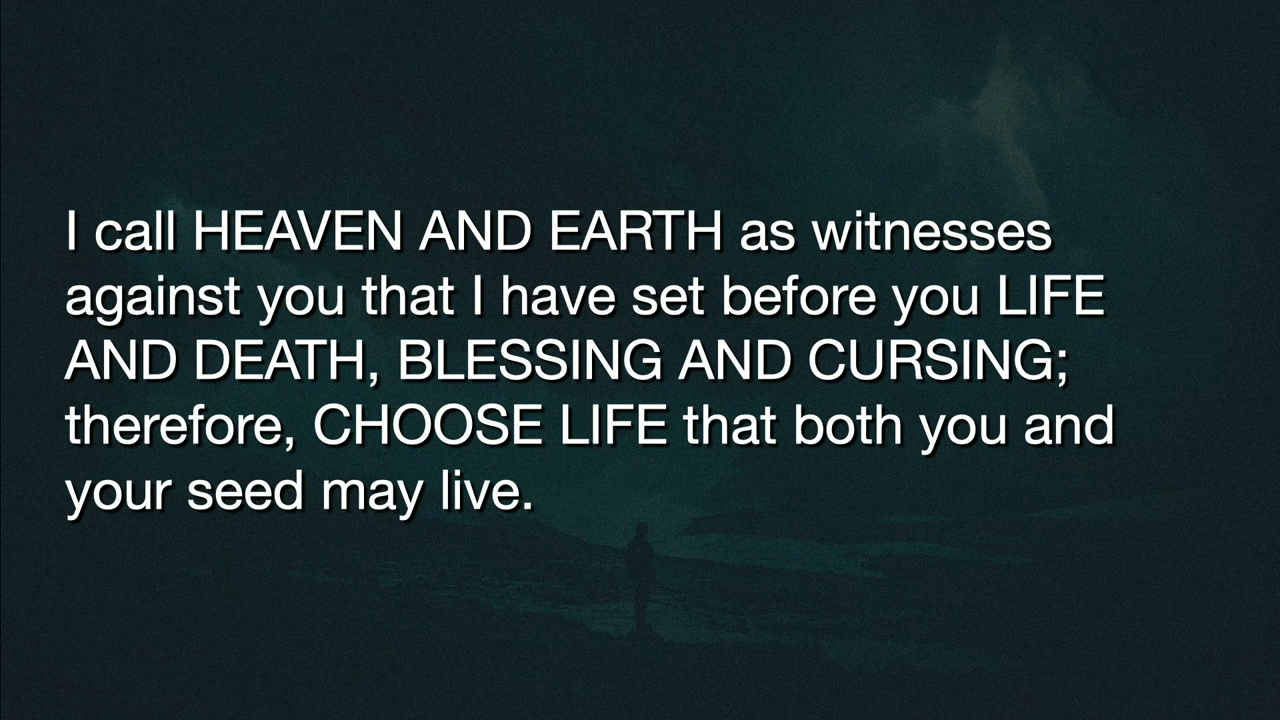 I call HEAVEN AND EARTH as witnesses
against you that I have set before you LIFE
AND DEATH, BLESSING AND CURSING;
therefore, CHOOSE LIFE that both you and
your seed may live.